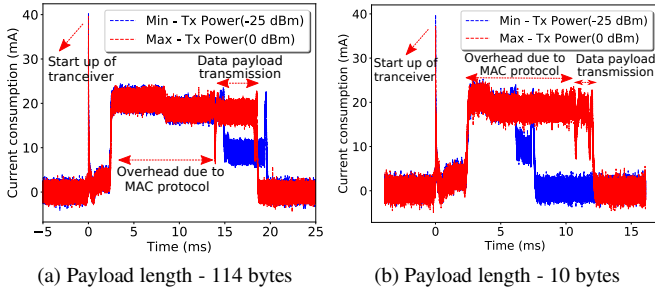 Min - Tx Power(-25 dBm)
Max - Tx Power(0 dBm)
Start up of
tranceiver
Data payload
transmission
Overhead due to
MAC protocol
Current consumption (mA)
40
30
20
10
0
−5 0 5 10 15 20 25
Time (ms)
(a) Payload length - 114 bytes
Min - Tx Power(-25 dBm)
Max - Tx Power(0 dBm)
Start up of
tranceiver
Overhead due to
MAC protocol
Data payload
transmission
Current consumption (mA)
40
30
20
10
0
0 5 10 15
Time (ms)
(b) Payload length - 10 bytes